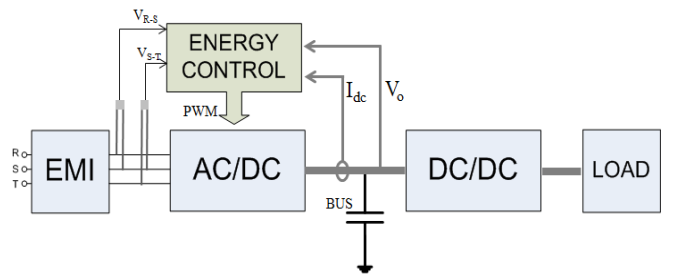 V_R-S
V_S-T
ENERGY
CONTROL
I_dc
V_o
PWM
R
S
T
EMI
AC/DC
DC/DC
LOAD
BUS